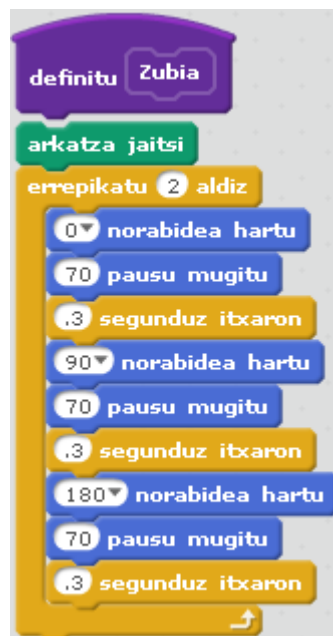 definitu Zubia
arkatza jaitsi
errepikatu 2 aldiz
0 norabidea hartu
70 pausu mugitu
.3 segunduz itxaron
90 norabidea hartu
70 pausu mugitu
.3 segunduz itxaron
180 norabidea hartu
70 pausu mugitu
.3 segunduz itxaron